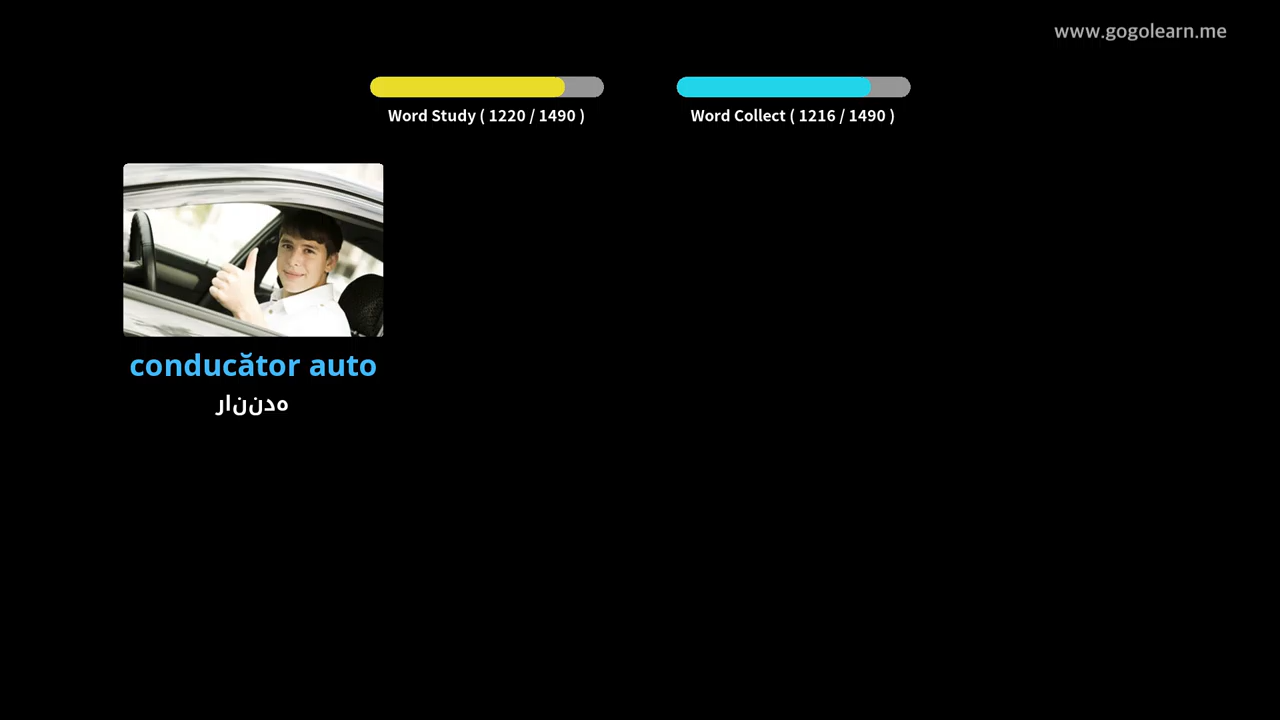 www.gogolearn.me
Word Study ( 1220 / 1490 )
Word Collect ( 1216 / 1490 )
conducător auto
راننده